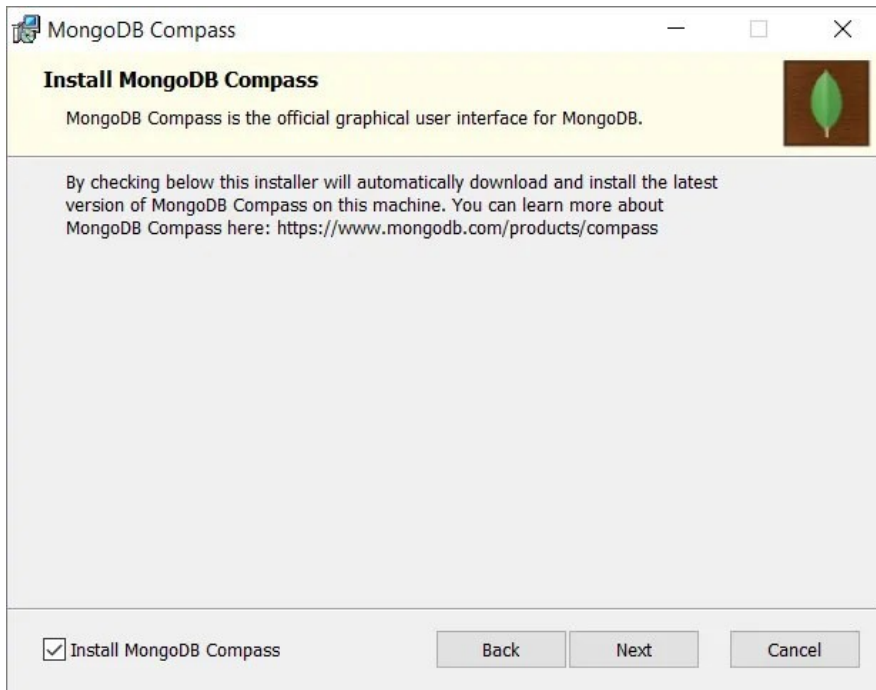 MongoDB Compass
Install MongoDB Compass
MongoDB Compass is the official graphical user interface for MongoDB.
By checking below this installer will automatically download and install the latest
version of MongoDB Compass on this machine. You can learn more about
MongoDB Compass here: https://www.mongodb.com/products/compass
Install MongoDB Compass Back Next Cancel